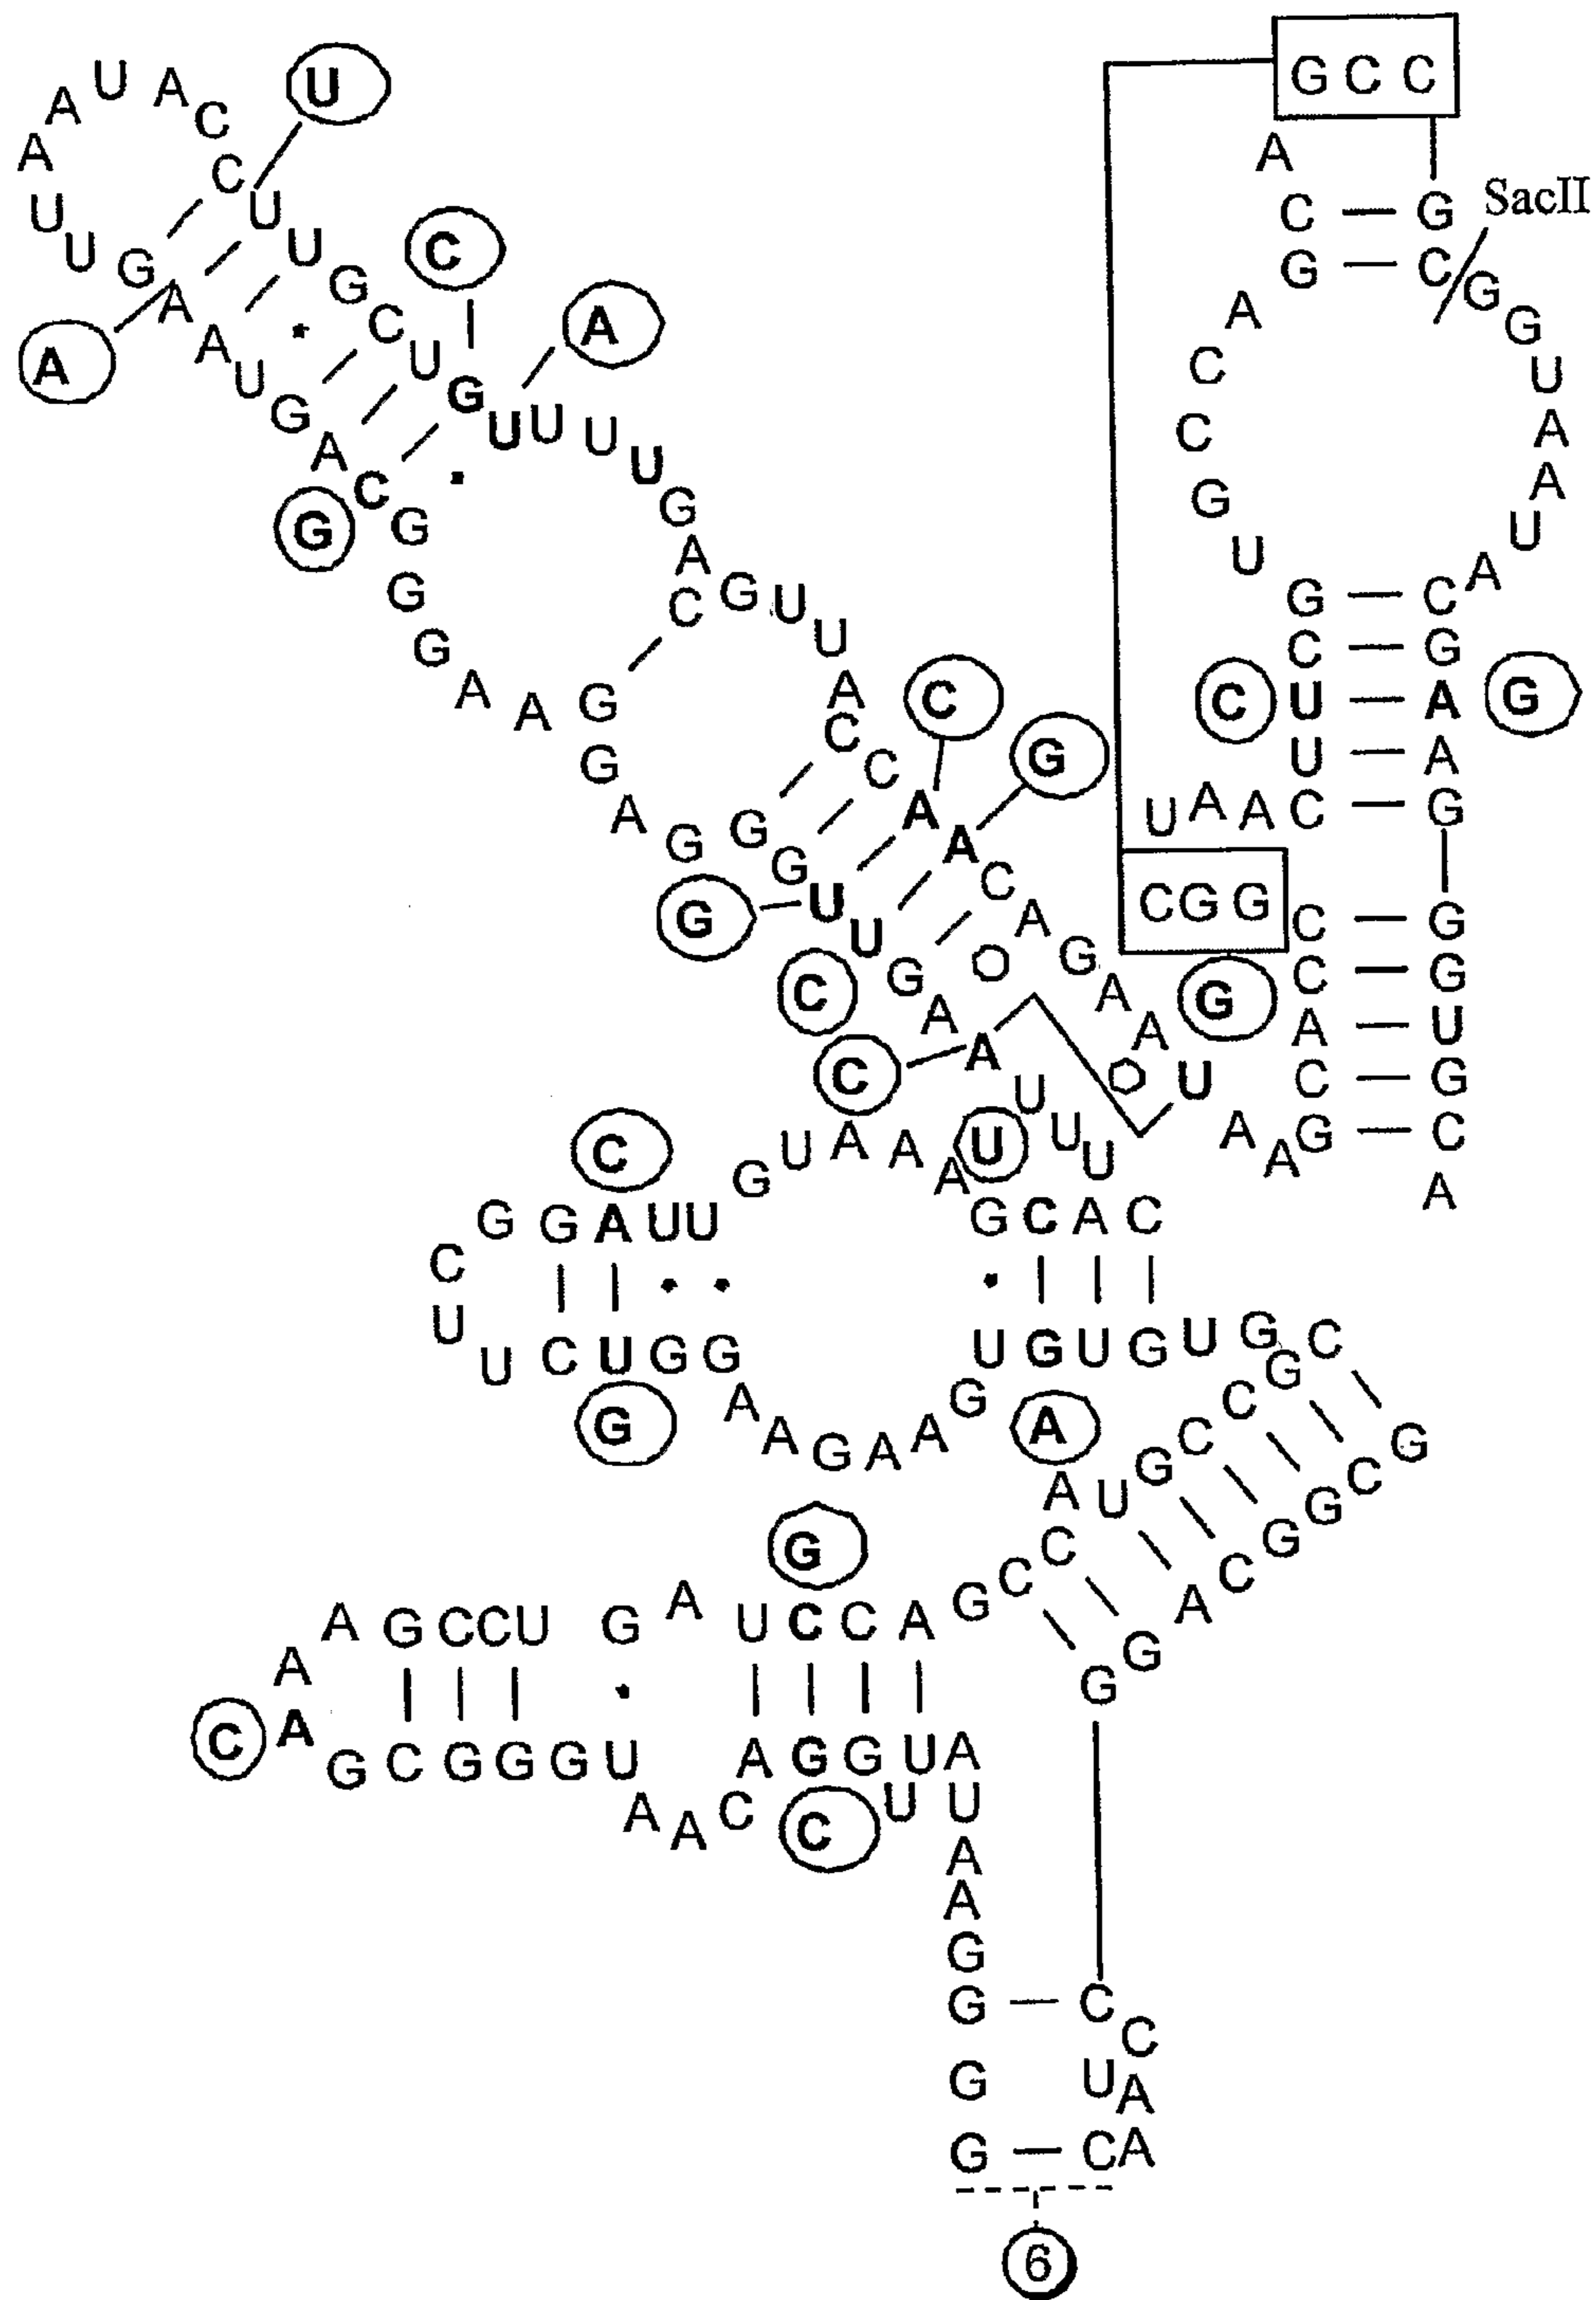 GCC
SacII
U
A U A C
A
A C
U U
U G U
A G C
A A C A
U U
G G
A U U U
C U
G G G
G A
C G U
G U
G A
A A G C C
G C A G
A A
G G C
U A
G G G
U A
U G
C A
A
C A
C
A C — G
G — C G
A G
C U
C A
G A
U U
A
G — C
C — G
C U — A G
U — A
U A A C — G
CGG C — G
C — G
G A — U
C — G
A A G — C
A
U
U
U U
U A A A U
C G
G G A U U G C A C
C
U
U C U G G U G U G U G C
G A G G
A A G A A A C
G C
A U G G
C C G
C G
A G C C U G A U C C A G C A
A G
C A G
G C G G G U A G G U A
A A C C U U
A
A
G
G — C
C
G U A
G — C A
6